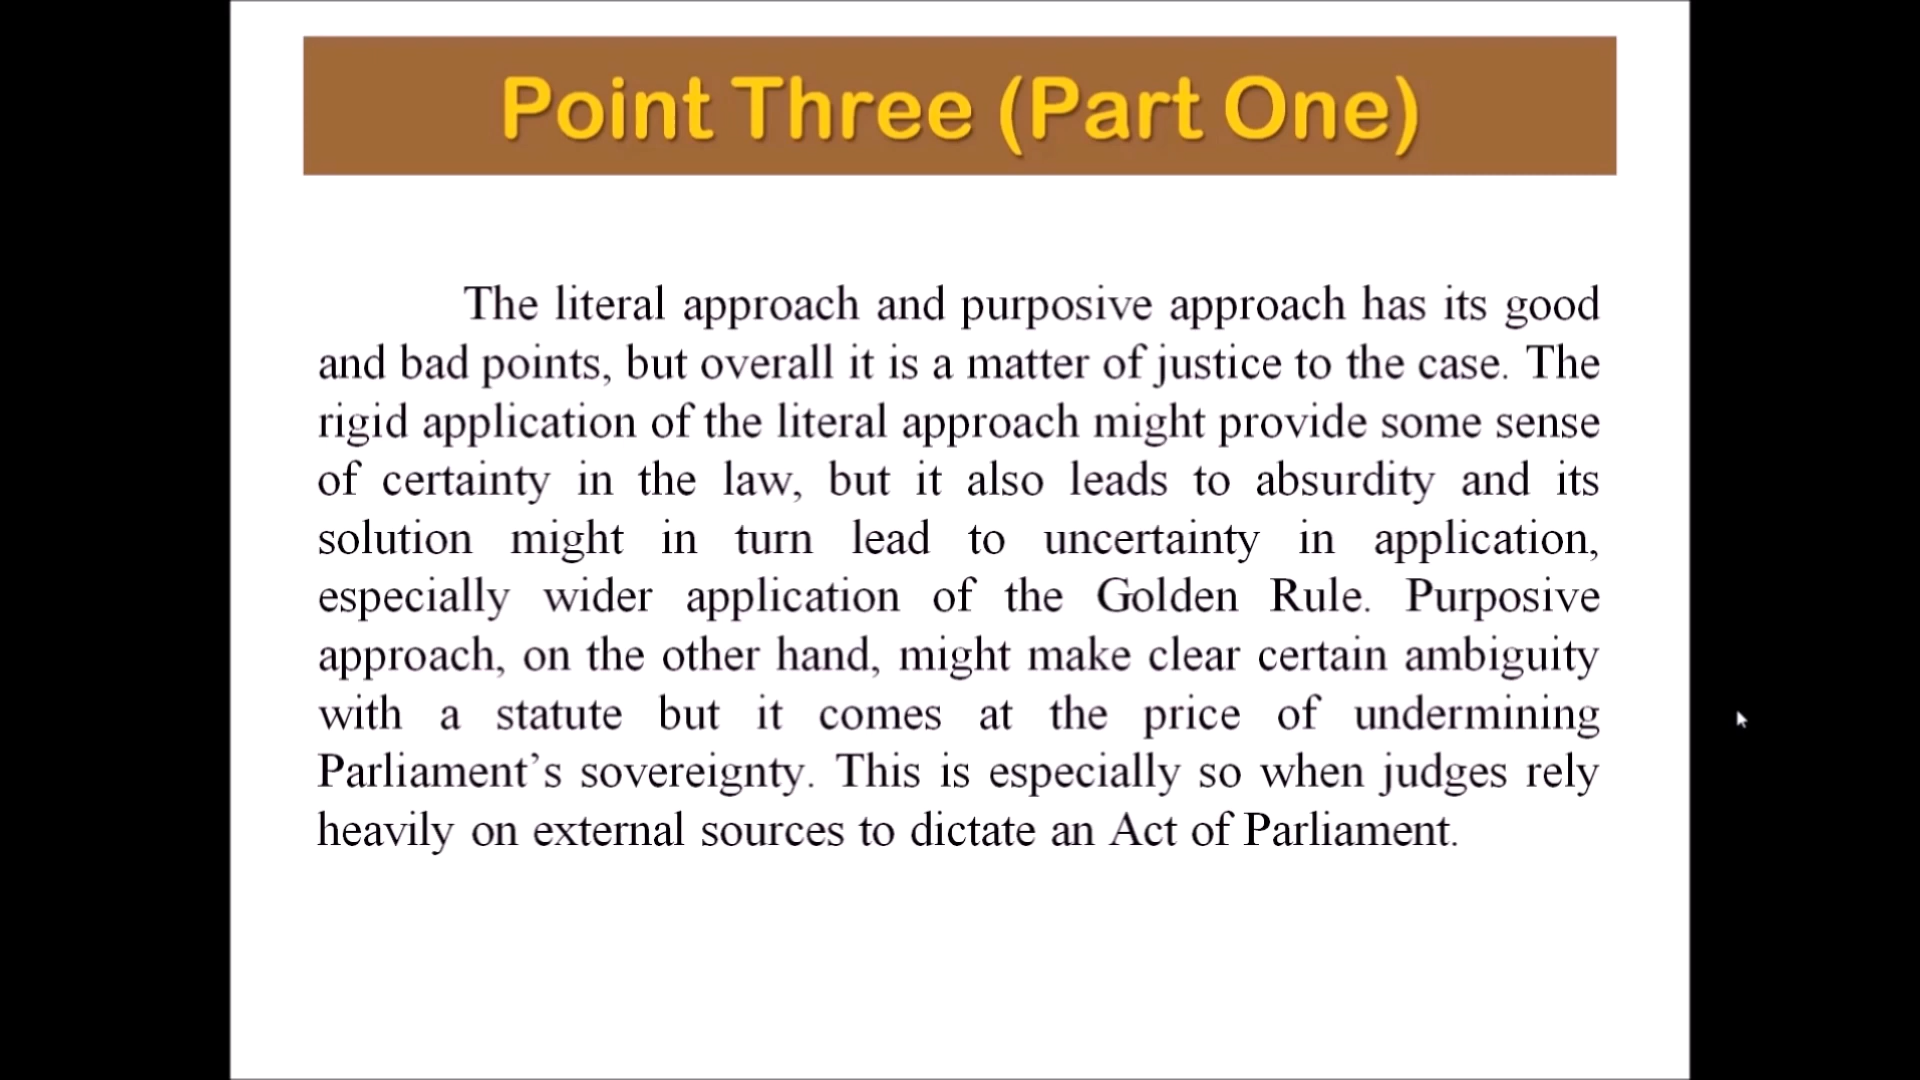 Point Three (Part One)
The literal approach and purposive approach has its good
and bad points, but overall it is a matter of justice to the case. The
rigid application of the literal approach might provide some sense
of certainty in the law, but it also leads to absurdity and its
solution might in turn lead to uncertainty in application,
especially wider application of the Golden Rule. Purposive
approach, on the other hand, might make clear certain ambiguity
with a statute but it comes at the price of undermining
Parliament’s sovereignty. This is especially so when judges rely
heavily on external sources to dictate an Act of Parliament.